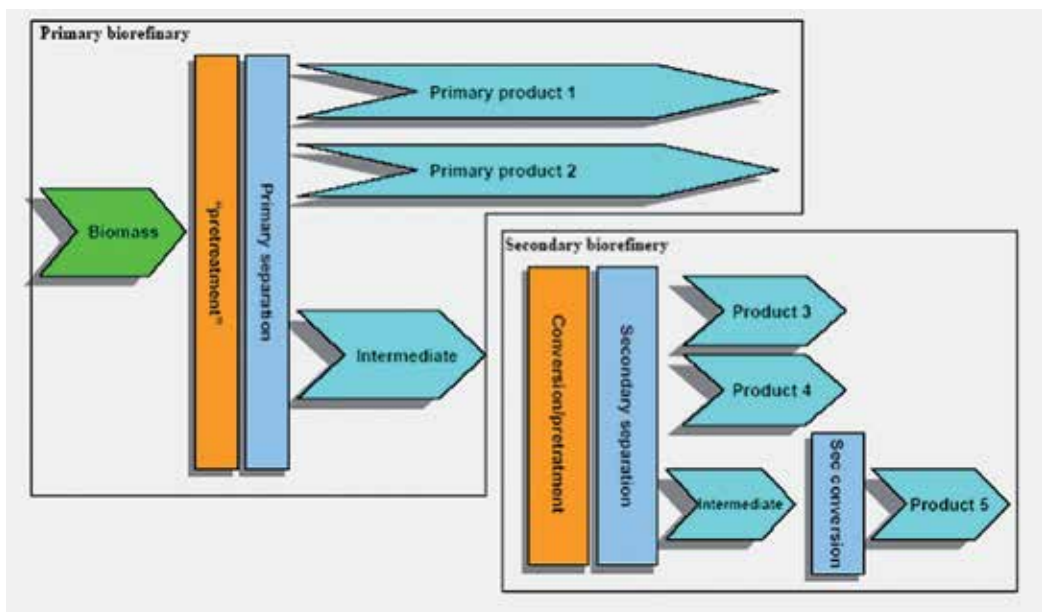 Primary biorefinary
Primary product 1
Primary product 2
Biomass
"pretreatment"
Primary separation
Intermediate
Secondary biorefinery
Conversion/pretratment
Secondary separation
Product 3
Product 4
Intermediate
Sec conversion
Product 5